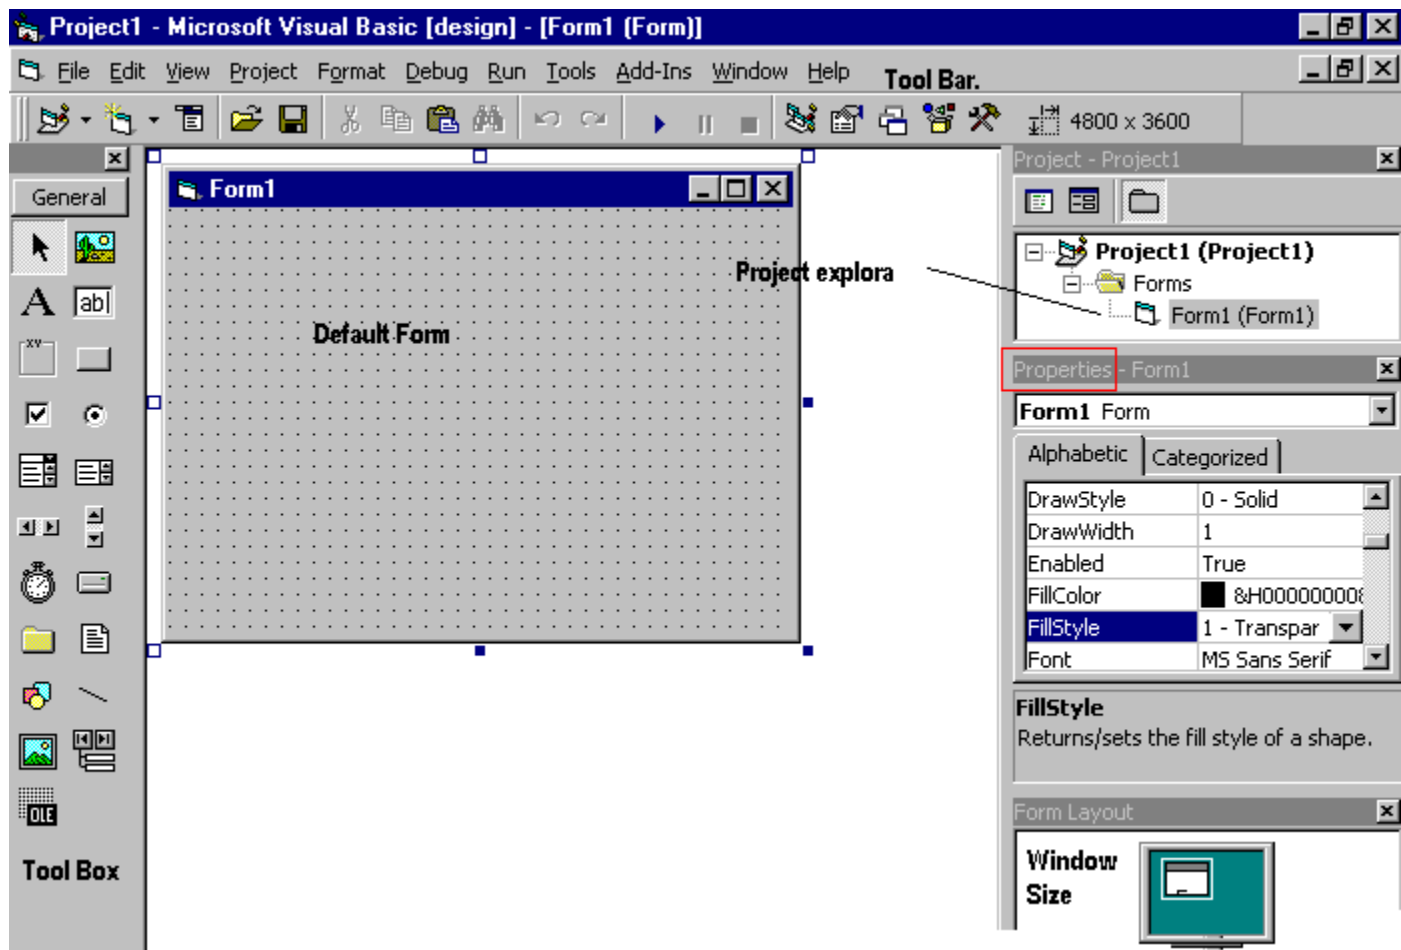 Project1 - Microsoft Visual Basic [design] - [Form1 (Form)]
File Edit View Project Format Debug Run Tools Add-Ins Window Help
Tool Bar.
4800 x 3600
General
A
ab|
xy
OLE
Tool Box
Form1
Default Form
Project explora
Project - Project1
Project1 (Project1)
Forms
Form1 (Form1)
Properties - Form1
Form1 Form
Alphabetic Categorized
DrawStyle 0 - Solid
DrawWidth 1
Enabled True
FillColor &H00000000&
FillStyle 1 - Transpar
Font MS Sans Serif
FillStyle
Returns/sets the fill style of a shape.
Form Layout
Window
Size